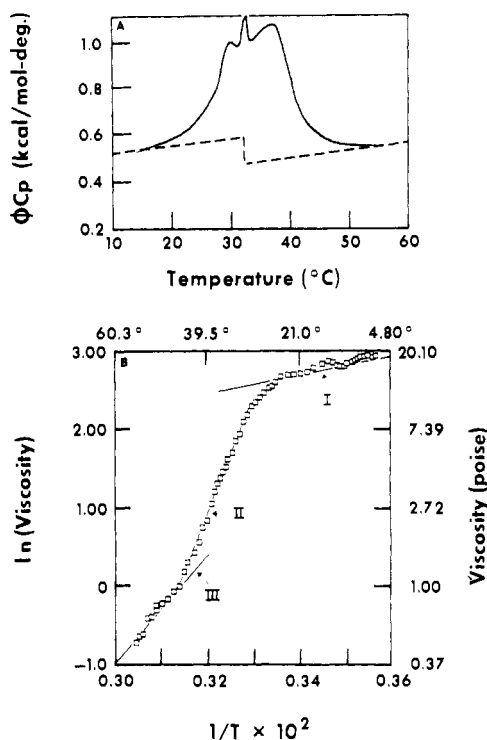 A
ΦCp (kcal/mol-deg.)
1.0
0.8
0.6
0.4
0.2
10 20 30 40 50 60
Temperature (°C)
60.3° 39.5° 21.0° 4.80°
B
ln (Viscosity)
3.00
2.00
1.00
0
-1.0
20.10
7.39
2.72
1.00
0.37
Viscosity (poise)
I
II
III
0.30 0.32 0.34 0.36
1/T × 10²